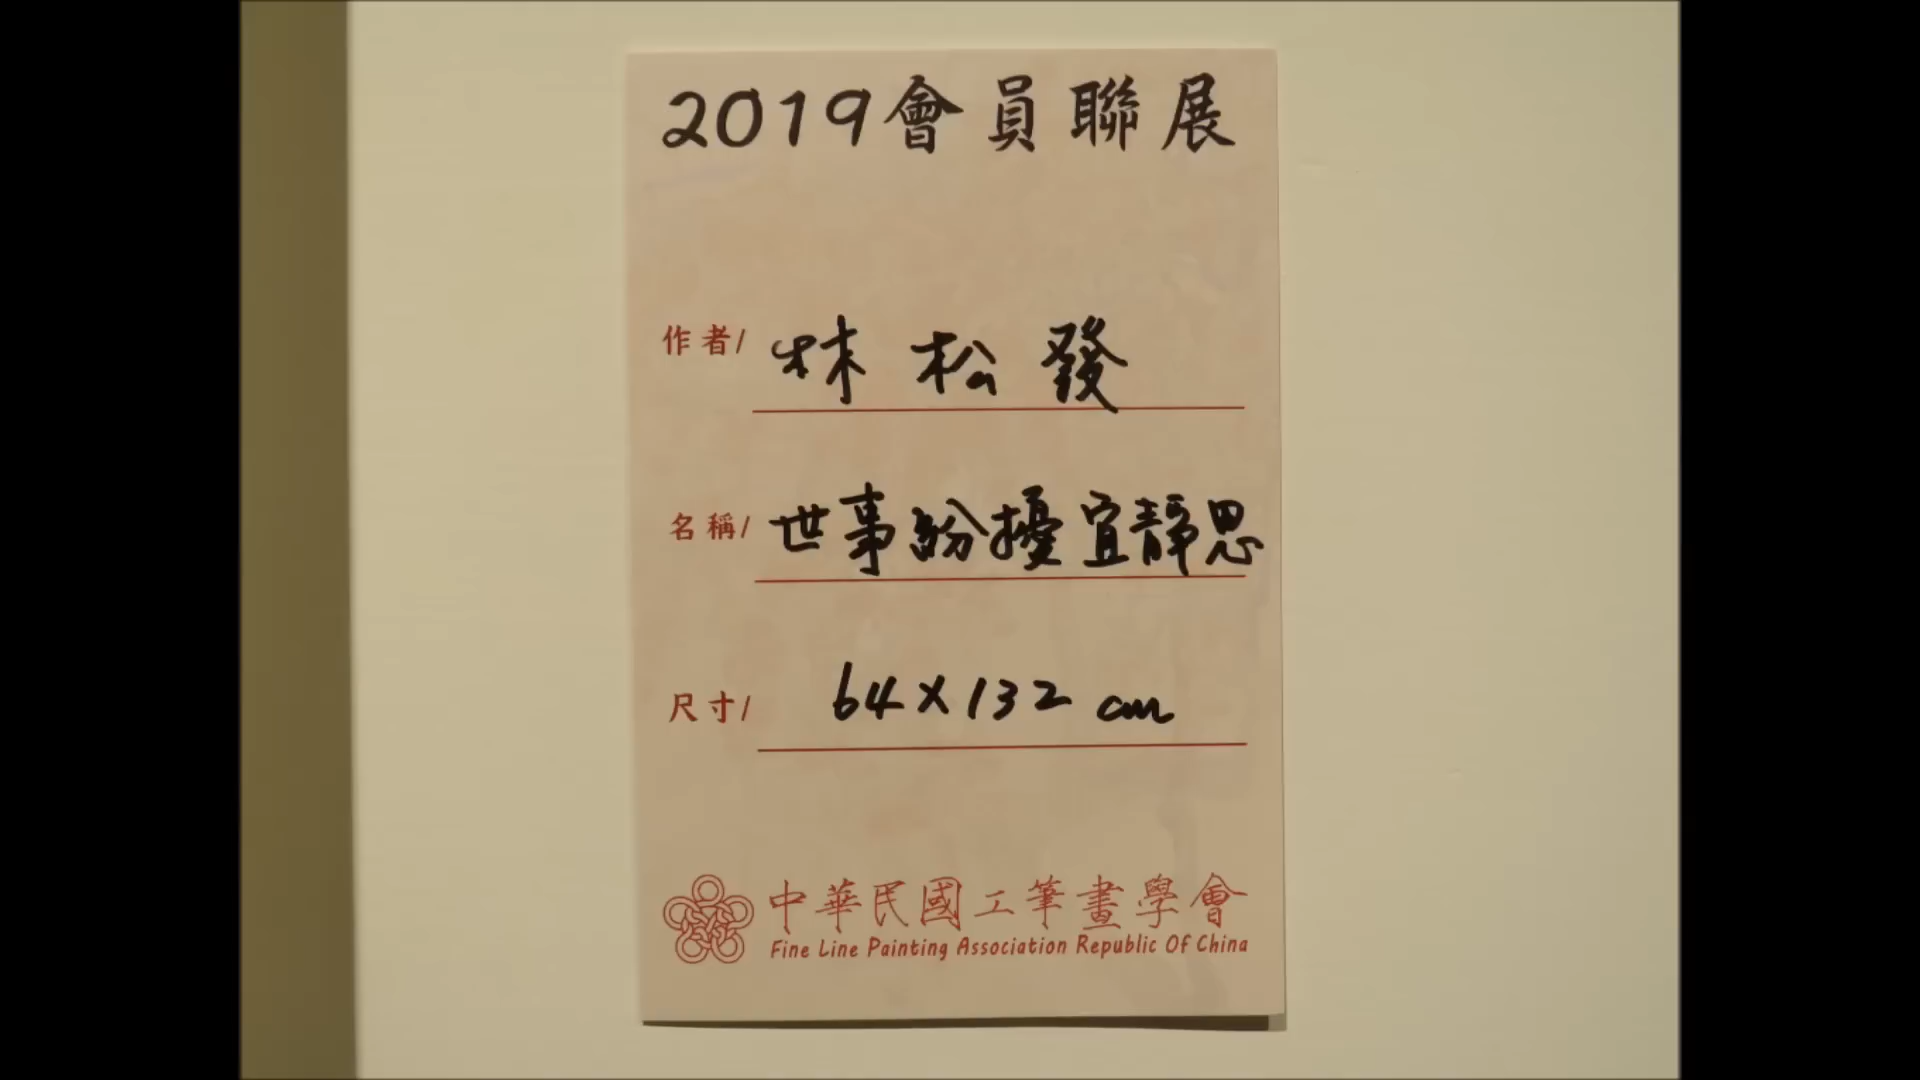 2019會員聯展
作者/ 林松發
名稱/ 世事紛擾宜靜思
尺寸/ 64x132 cm
中華民國工筆畫學會
Fine Line Painting Association Republic Of China